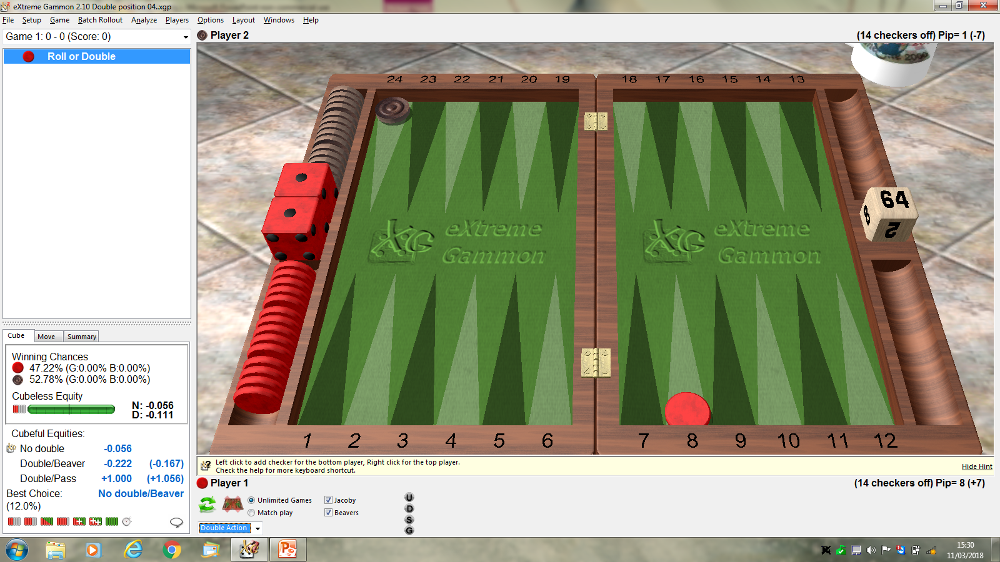 eXtreme Gammon 2.10 Double position 04..xgp
File Setup Game Batch Rollout Analyze Players Options Layout Windows Help
Game 1: 0 - 0 (Score: 0)
Player 2
(14 checkers off) Pip= 1 (-7)
Roll or Double
24 23 22 21 20 19 18 17 16 15 14 13
64
8
2
eXtreme
Gammon
eXtreme
Gammon
XG
XG
1 2 3 4 5 6 7 8 9 10 11 12
Cube Move Summary
Winning Chances
47.22% (G:0.00% B:0.00%)
52.78% (G:0.00% B:0.00%)
Cubeless Equity
N: -0.056
D: -0.111
Cubeful Equities:
No double -0.056
Double/Beaver -0.222 (-0.167)
Double/Pass +1.000 (+1.056)
Best Choice: No double/Beaver
(12.0%)
Left click to add checker for the bottom player, Right click for the top player.
Check the help for more keyboard shortcut.
Hide Hint
Player 1
(14 checkers off) Pip= 8 (+7)
Unlimited Games
Match play
Jacoby
Beavers
U
D
S
G
Double Action
15:30
11/03/2018